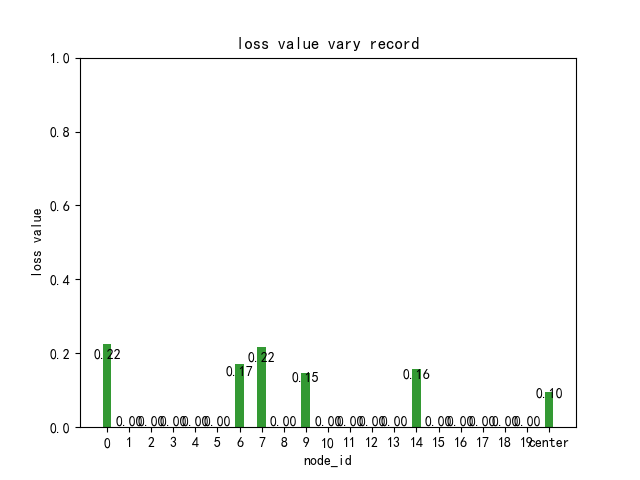 loss value vary record
1.0
0.8
0.6
0.4
0.2
0.0
loss value
0.22 0.00 0.00 0.00 0.00 0.00 0.17 0.22 0.00 0.15 0.00 0.00 0.00 0.00 0.16 0.00 0.00 0.00 0.00 0.00 0.10
0 1 2 3 4 5 6 7 8 9 10 11 12 13 14 15 16 17 18 19 center
node_id